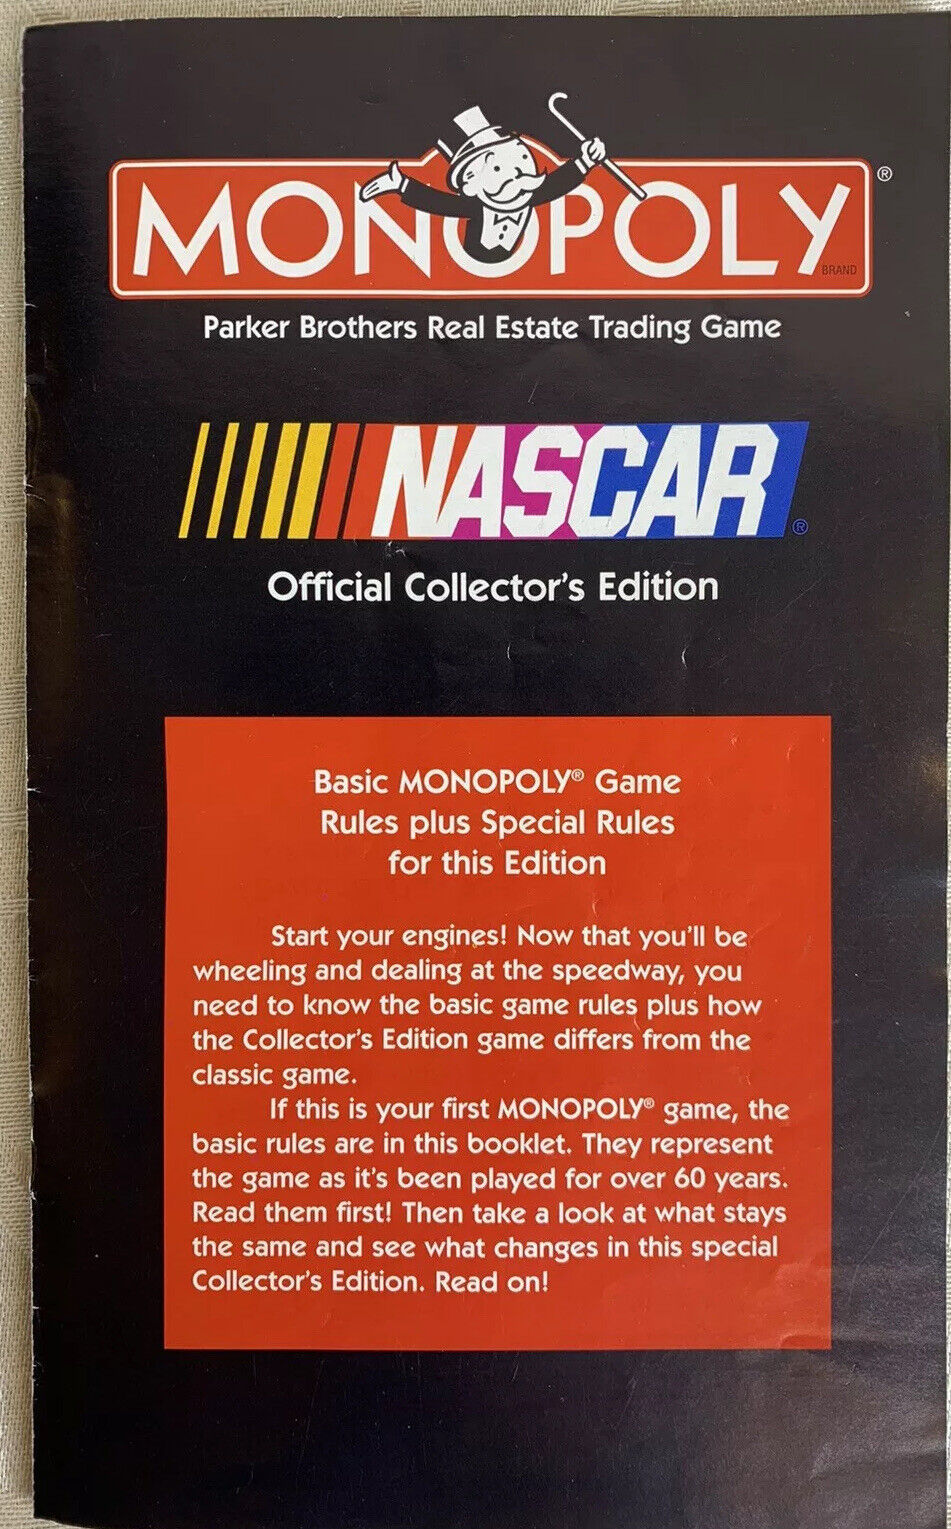 MONOPOLY®
BRAND
Parker Brothers Real Estate Trading Game
NASCAR®
Official Collector's Edition
Basic MONOPOLY® Game
Rules plus Special Rules
for this Edition
Start your engines! Now that you'll be
wheeling and dealing at the speedway, you
need to know the basic game rules plus how
the Collector's Edition game differs from the
classic game.
If this is your first MONOPOLY® game, the
basic rules are in this booklet. They represent
the game as it's been played for over 60 years.
Read them first! Then take a look at what stays
the same and see what changes in this special
Collector's Edition. Read on!